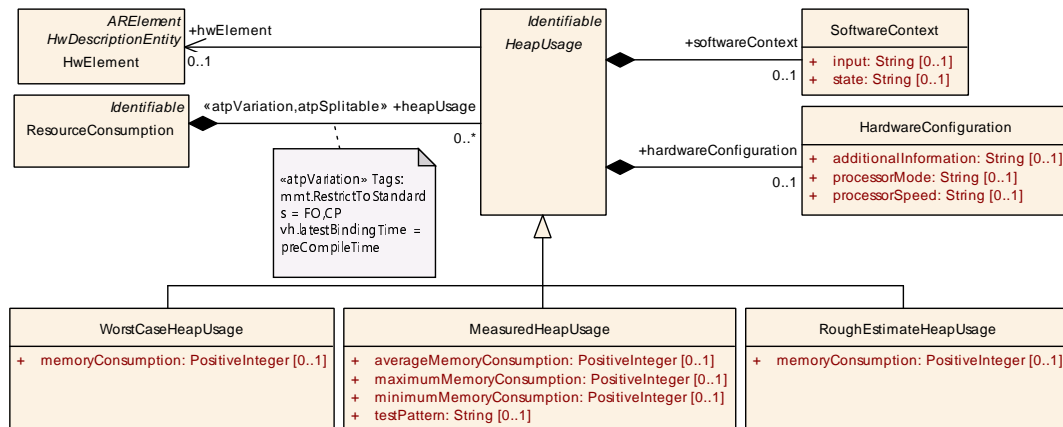 ARElement
HwDescriptionEntity
HwElement
+hwElement
0..1
Identifiable
HeapUsage
+softwareContext
0..1
SoftwareContext
+ input: String [0..1]
+ state: String [0..1]
Identifiable
ResourceConsumption
«atpVariation,atpSplitable» +heapUsage
0..*
«atpVariation» Tags:
mmt.RestrictToStandard
s = FO,CP
vh.latestBindingTime =
preCompileTime
+hardwareConfiguration
0..1
HardwareConfiguration
+ additionalInformation: String [0..1]
+ processorMode: String [0..1]
+ processorSpeed: String [0..1]
WorstCaseHeapUsage
+ memoryConsumption: PositiveInteger [0..1]
MeasuredHeapUsage
+ averageMemoryConsumption: PositiveInteger [0..1]
+ maximumMemoryConsumption: PositiveInteger [0..1]
+ minimumMemoryConsumption: PositiveInteger [0..1]
+ testPattern: String [0..1]
RoughEstimateHeapUsage
+ memoryConsumption: PositiveInteger [0..1]